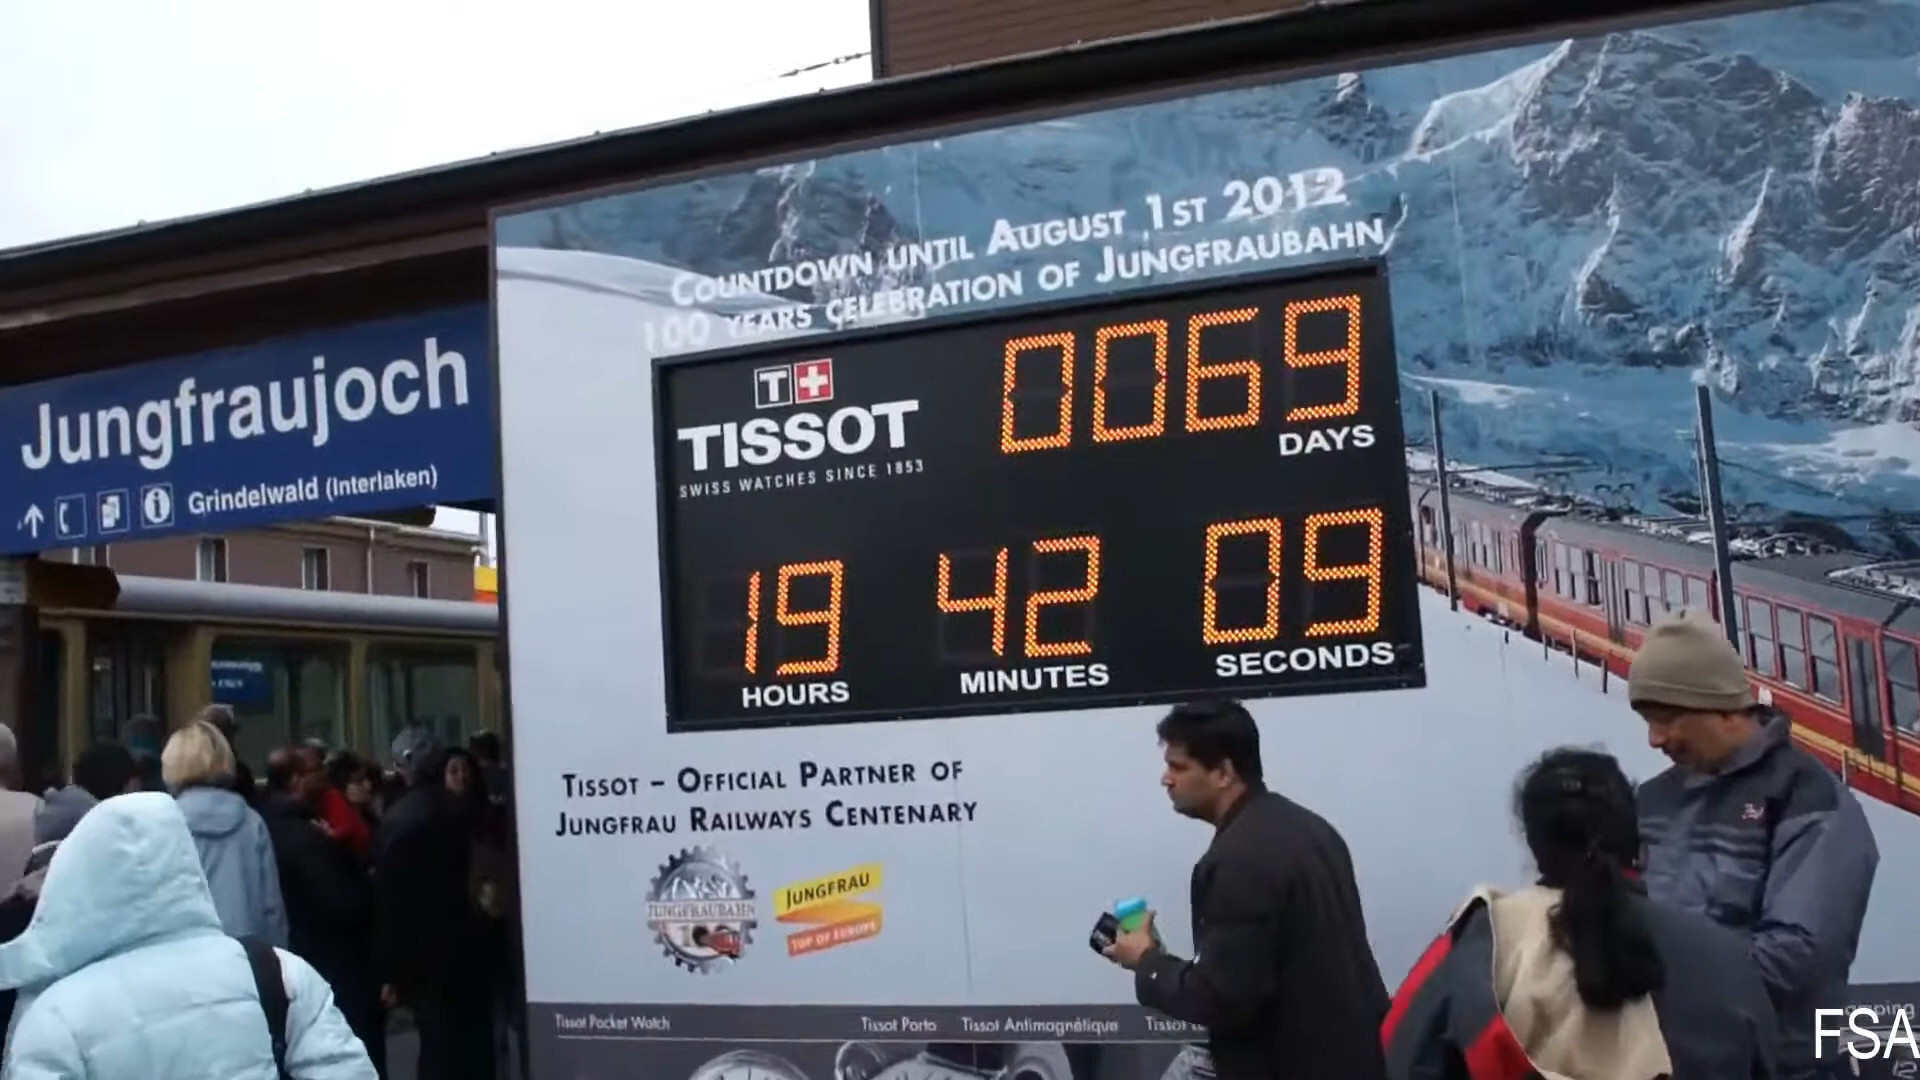 COUNTDOWN UNTIL AUGUST 1ST 2012
100 YEARS CELEBRATION OF JUNGFRAUBAHN
T+
TISSOT
SWISS WATCHES SINCE 1853
0069
DAYS
19 42 09
HOURS MINUTES SECONDS
Jungfraujoch
Grindelwald (Interlaken)
TISSOT – OFFICIAL PARTNER OF
JUNGFRAU RAILWAYS CENTENARY
JUNGFRAUBAHN
JUNGFRAU
TOP OF EUROPE
Tissot Pocket Watch Tissot Porto Tissot Antimagnétique Tissot
FSA